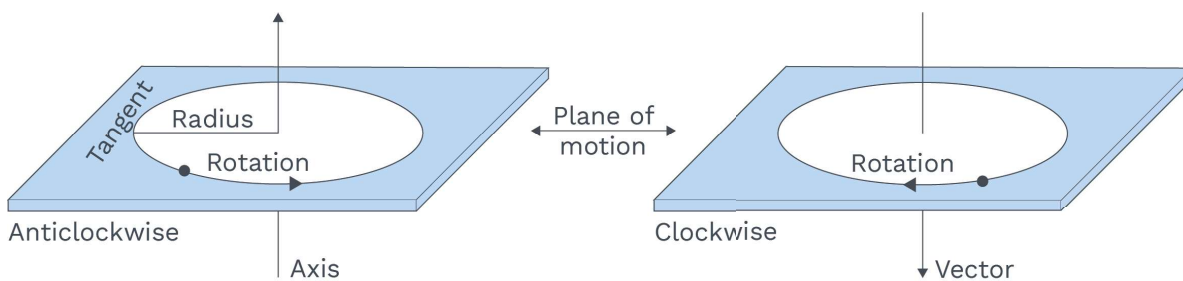 Tangent
Radius
Rotation
Anticlockwise
Axis
Plane of
motion
Rotation
Clockwise
Vector